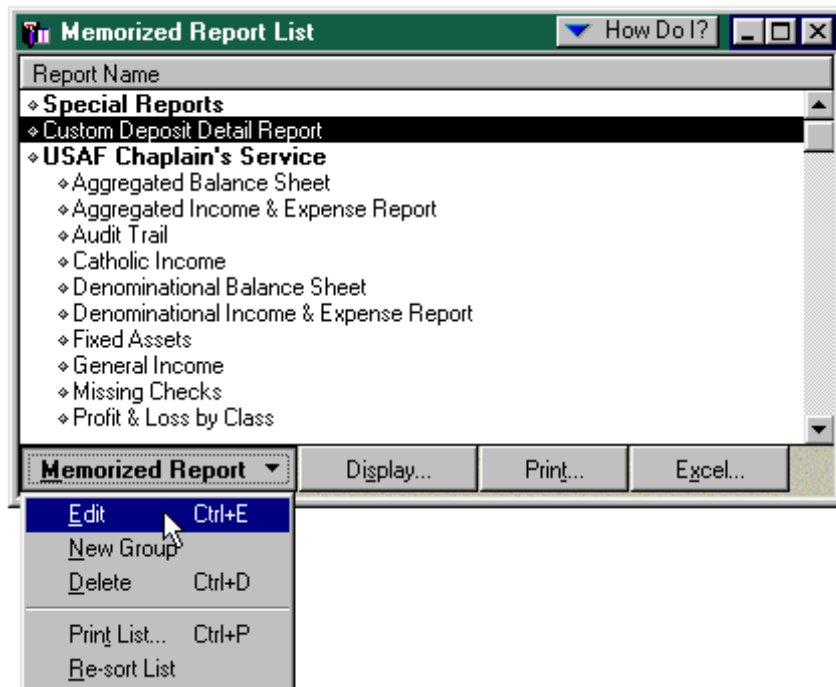 Memorized Report List
How Do I?
Report Name
Special Reports
Custom Deposit Detail Report
USAF Chaplain's Service
Aggregated Balance Sheet
Aggregated Income & Expense Report
Audit Trail
Catholic Income
Denominational Balance Sheet
Denominational Income & Expense Report
Fixed Assets
General Income
Missing Checks
Profit & Loss by Class
Memorized Report Display... Print... Excel...
Edit Ctrl+E
New Group
Delete Ctrl+D
Print List... Ctrl+P
Re-sort List